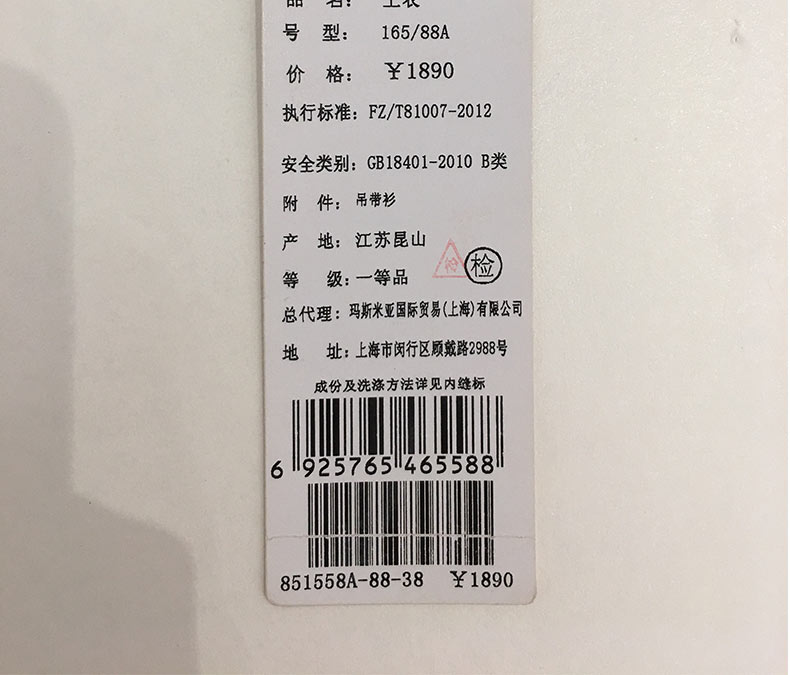 品 名: 上衣
号 型: 165/88A
价 格: ¥1890
执行标准: FZ/T81007-2012
安全类别: GB18401-2010 B类
附 件: 吊带衫
产 地: 江苏昆山
等 级: 一等品
检
总代理: 玛斯米亚国际贸易(上海)有限公司
地 址: 上海市闵行区顾戴路2988号
成份及洗涤方法详见内缝标
6 925765 465588
851558A-88-38 ¥1890